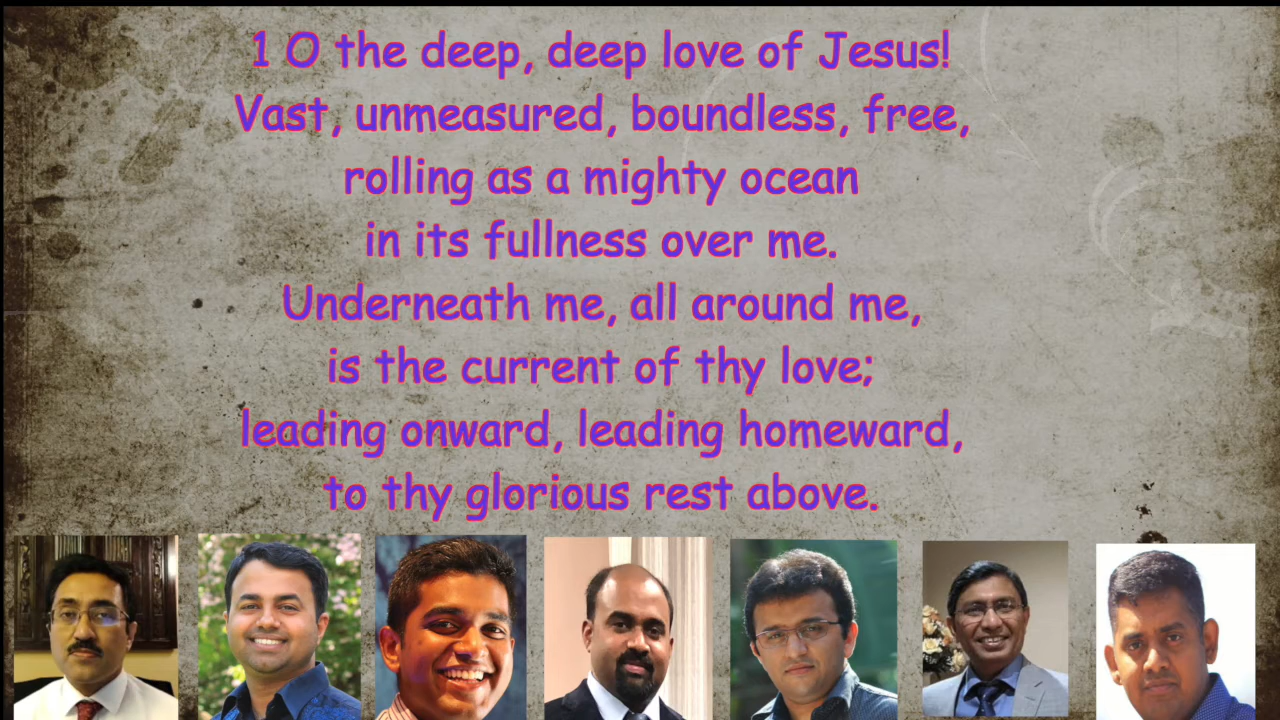 1 O the deep, deep love of Jesus!
Vast, unmeasured, boundless, free,
rolling as a mighty ocean
in its fullness over me.
Underneath me, all around me,
is the current of thy love;
leading onward, leading homeward,
to thy glorious rest above.